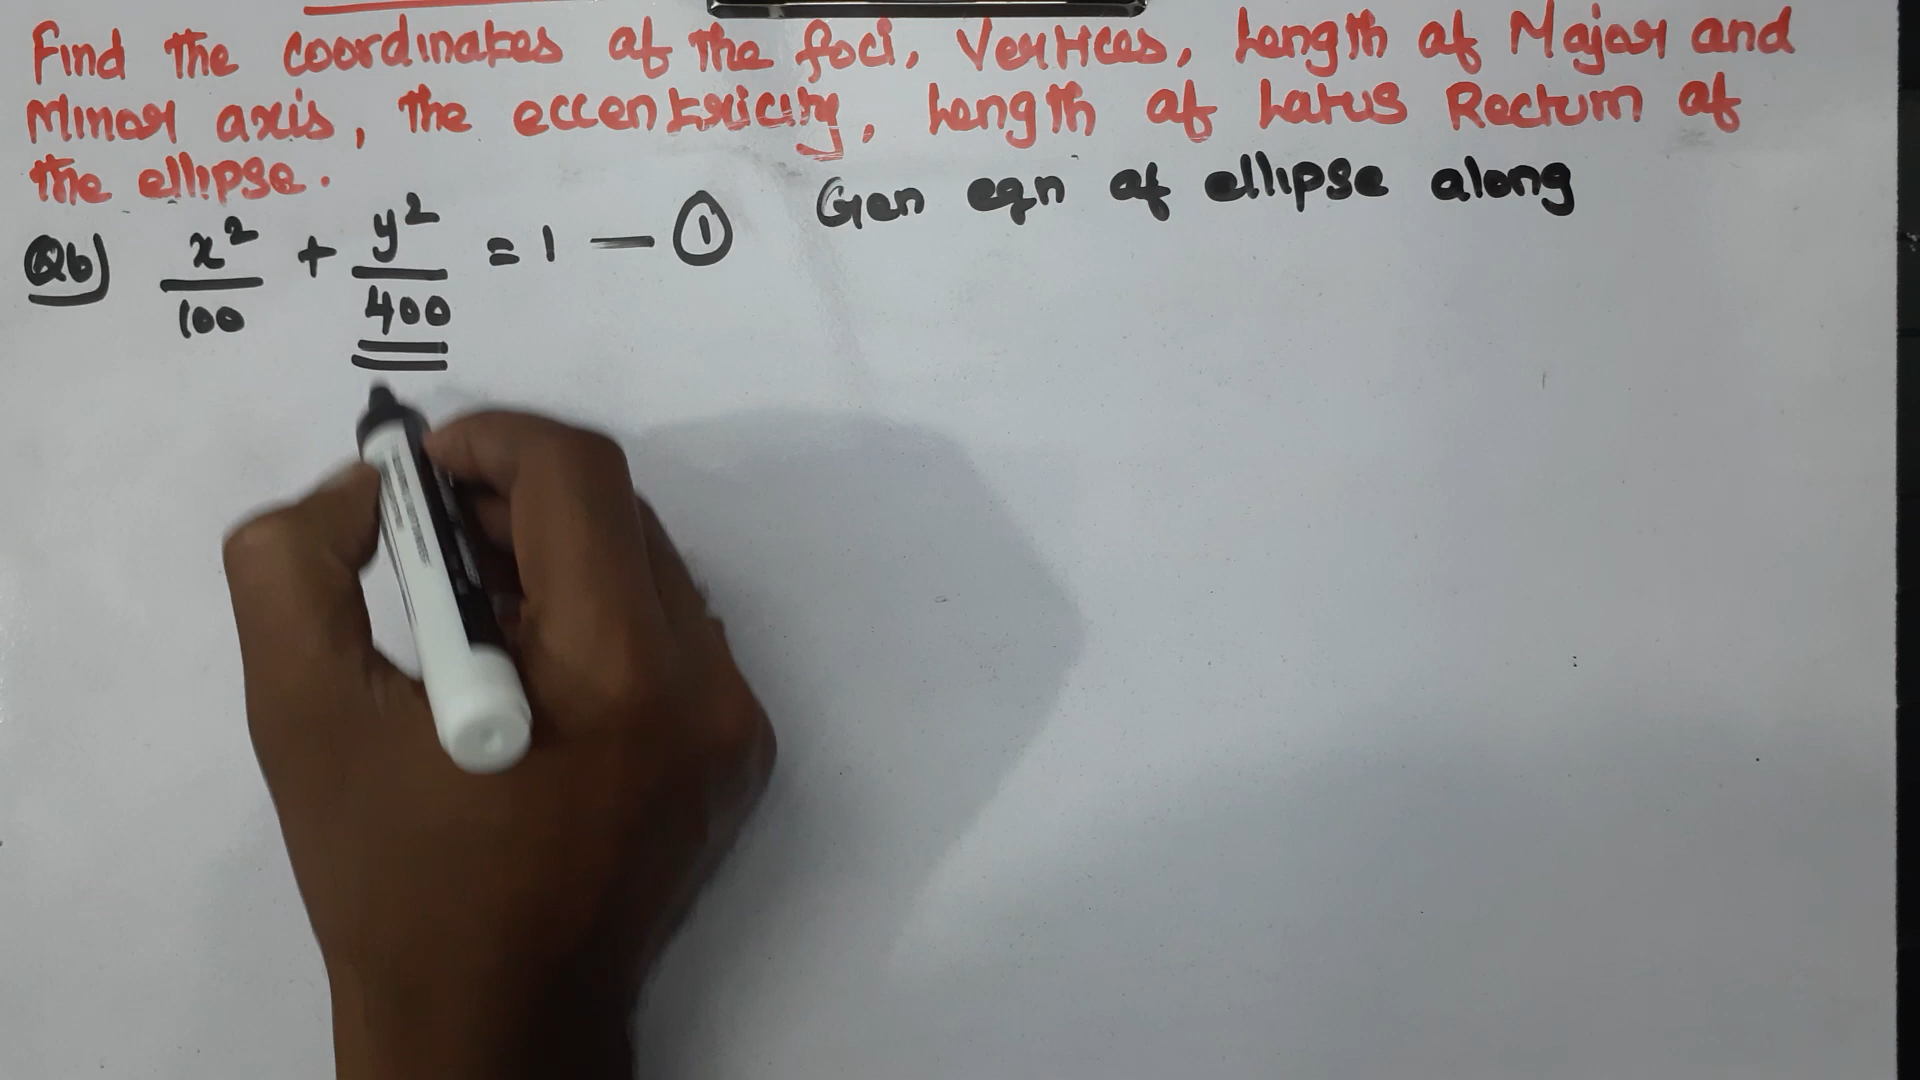 Find the coordinates of the foci, Vertices, Length of Major and
Minor axis, the eccentricity, Length of Latus Rectum of
the ellipse.
Gen eqn of ellipse along
Q6) x²/100 + y²/400 = 1 — ①